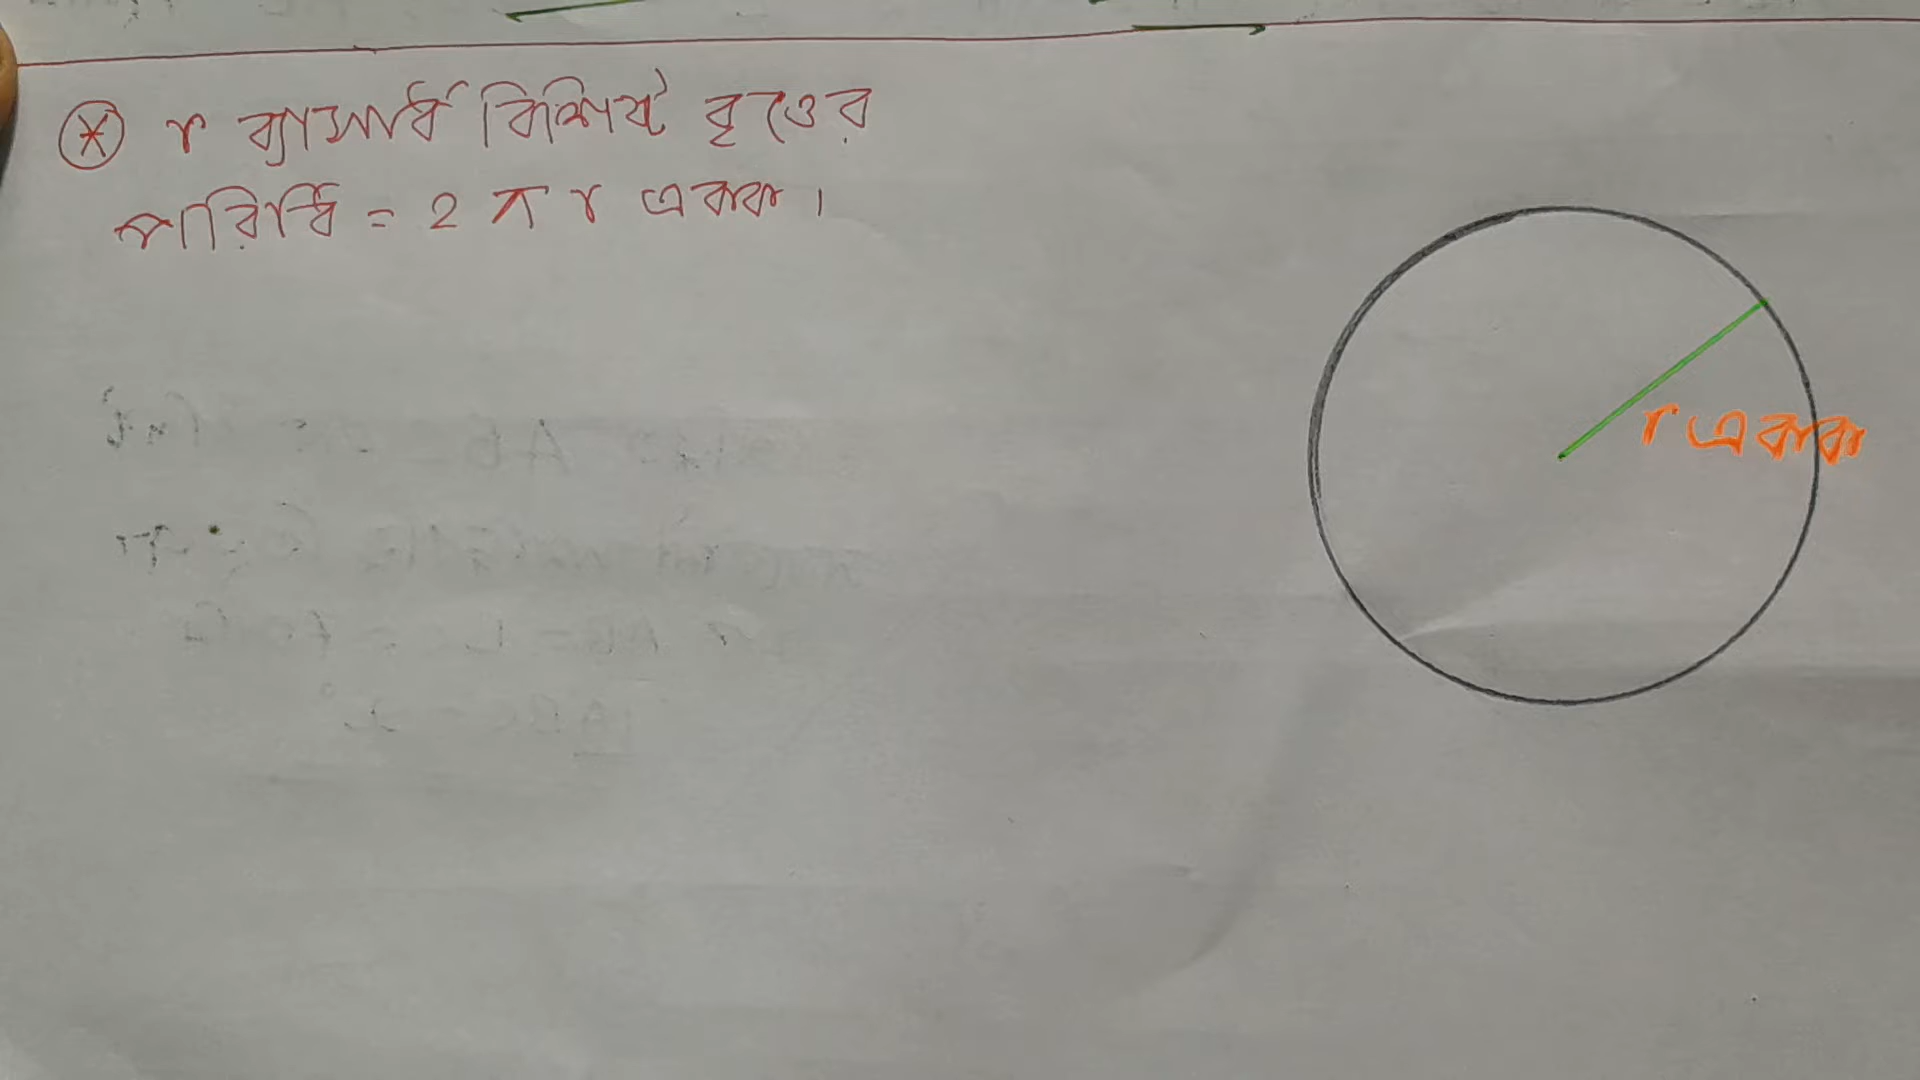 * r ব্যাসার্ধ বিশিষ্ট বৃত্তের
পরিধি = 2 π r একক।
r একক